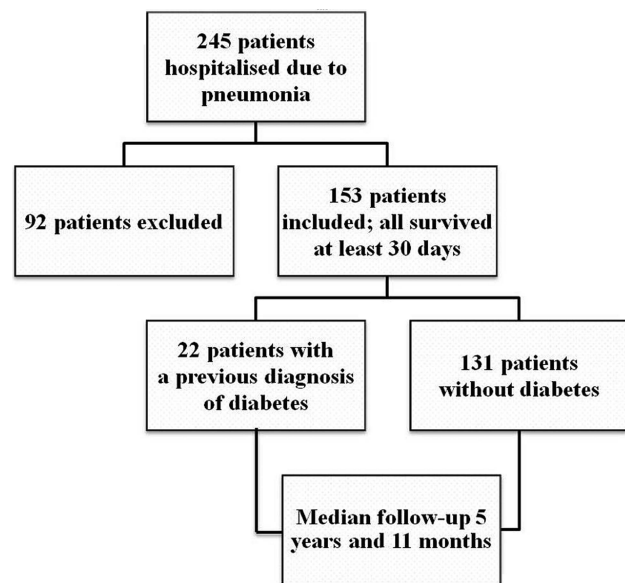 245 patients
hospitalised due to
pneumonia
92 patients excluded
153 patients
included; all survived
at least 30 days
22 patients with
a previous diagnosis
of diabetes
131 patients
without diabetes
Median follow-up 5
years and 11 months